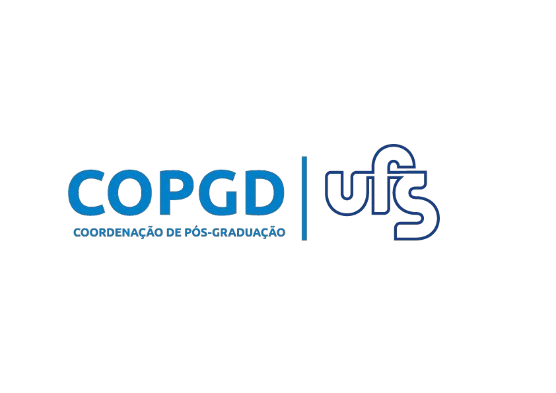 COPGD
COORDENAÇÃO DE PÓS-GRADUAÇÃO
ufs